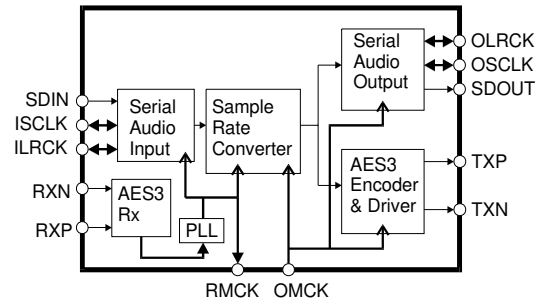 SDIN
ISCLK
ILRCK
RXN
RXP
Serial
Audio
Input
AES3
Rx
PLL
Sample
Rate
Converter
Serial
Audio
Output
AES3
Encoder
& Driver
OLRCK
OSCLK
SDOUT
TXP
TXN
RMCK
OMCK